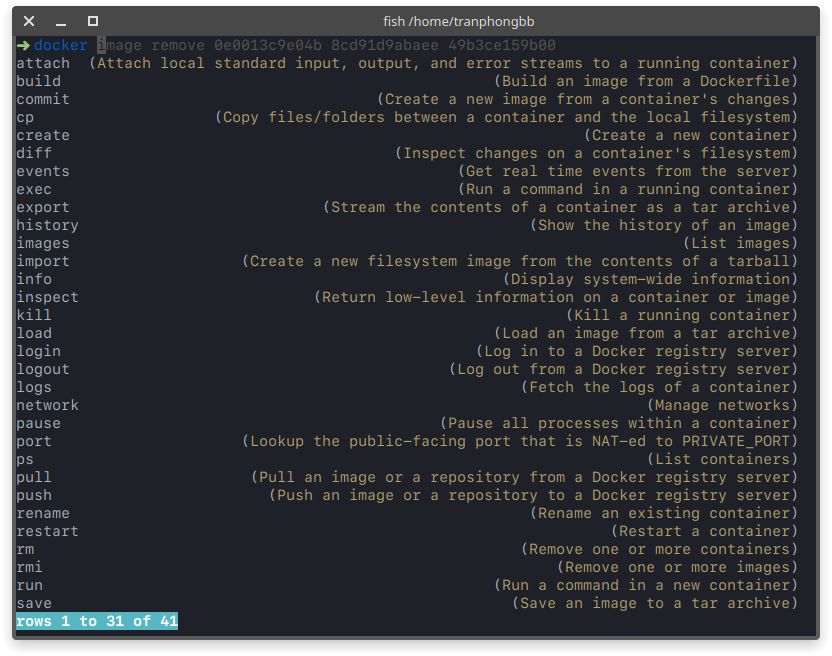 fish /home/tranphongbb
➜ docker image remove 0e0013c9e04b 8cd91d9abaee 49b3ce159b00
attach (Attach local standard input, output, and error streams to a running container)
build (Build an image from a Dockerfile)
commit (Create a new image from a container's changes)
cp (Copy files/folders between a container and the local filesystem)
create (Create a new container)
diff (Inspect changes on a container's filesystem)
events (Get real time events from the server)
exec (Run a command in a running container)
export (Stream the contents of a container as a tar archive)
history (Show the history of an image)
images (List images)
import (Create a new filesystem image from the contents of a tarball)
info (Display system-wide information)
inspect (Return low-level information on a container or image)
kill (Kill a running container)
load (Load an image from a tar archive)
login (Log in to a Docker registry server)
logout (Log out from a Docker registry server)
logs (Fetch the logs of a container)
network (Manage networks)
pause (Pause all processes within a container)
port (Lookup the public-facing port that is NAT-ed to PRIVATE_PORT)
ps (List containers)
pull (Pull an image or a repository from a Docker registry server)
push (Push an image or a repository to a Docker registry server)
rename (Rename an existing container)
restart (Restart a container)
rm (Remove one or more containers)
rmi (Remove one or more images)
run (Run a command in a new container)
save (Save an image to a tar archive)
rows 1 to 31 of 41